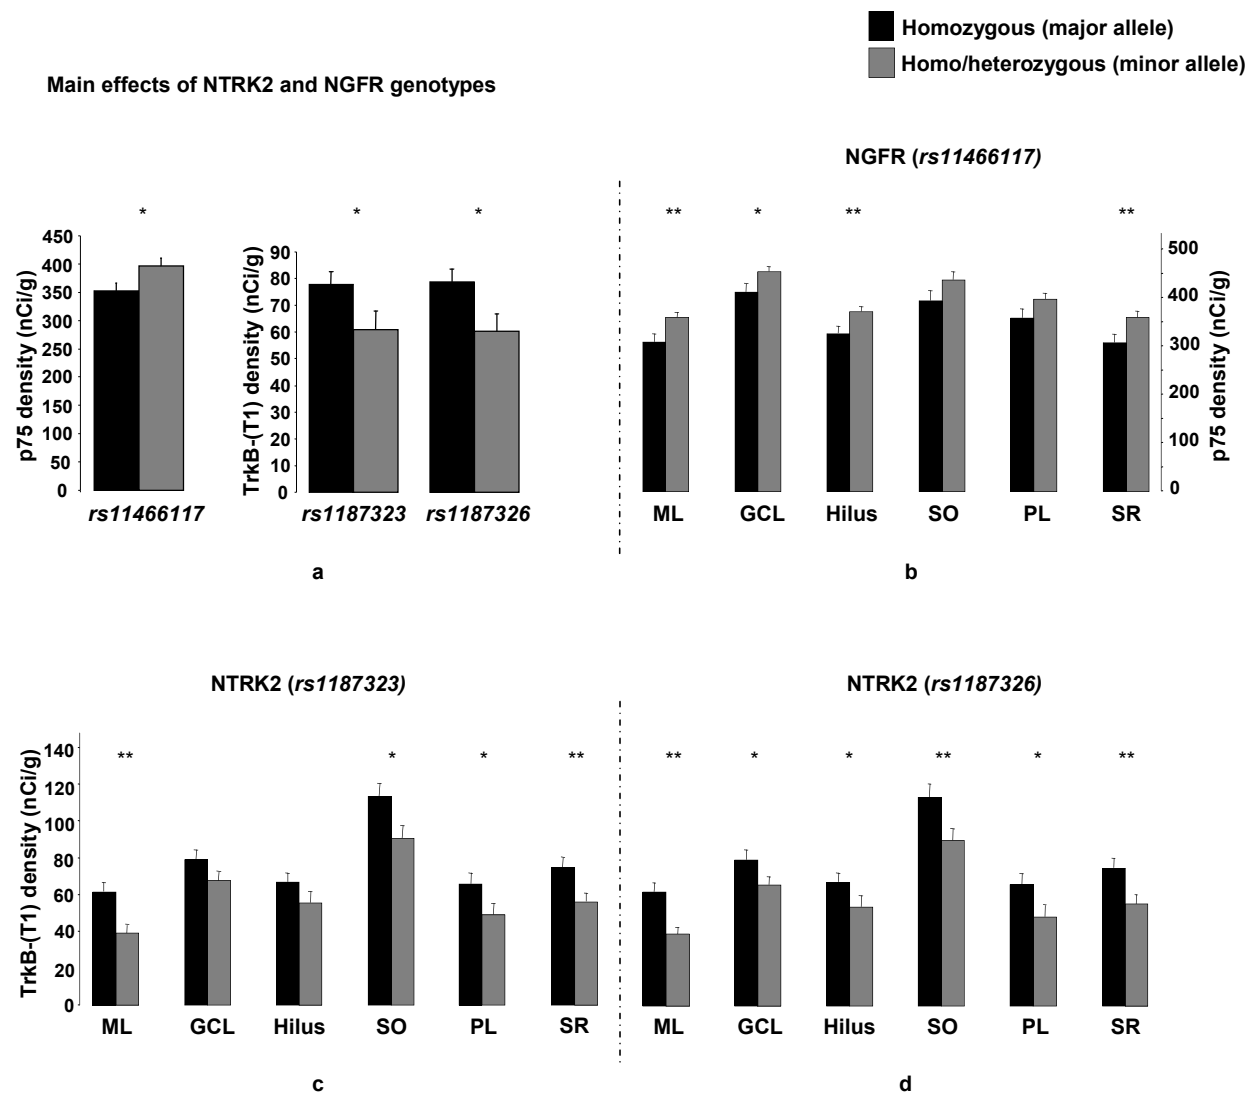 Homozygous (major allele)
Homo/heterozygous (minor allele)
Main effects of NTRK2 and NGFR genotypes
* * *
p75 density (nCi/g)
450
400
350
300
250
200
150
100
50
0
rs11466117
TrkB-(T1) density (nCi/g)
90
80
70
60
50
40
30
20
10
0
rs1187323 rs1187326
a
NGFR (rs11466117)
** * ** **
500
400
300
200
100
0
p75 density (nCi/g)
ML GCL Hilus SO PL SR
b
NTRK2 (rs1187323)
** * * **
TrkB-(T1) density (nCi/g)
140
120
100
80
60
40
20
0
ML GCL Hilus SO PL SR
c
NTRK2 (rs1187326)
** * * ** * **
ML GCL Hilus SO PL SR
d